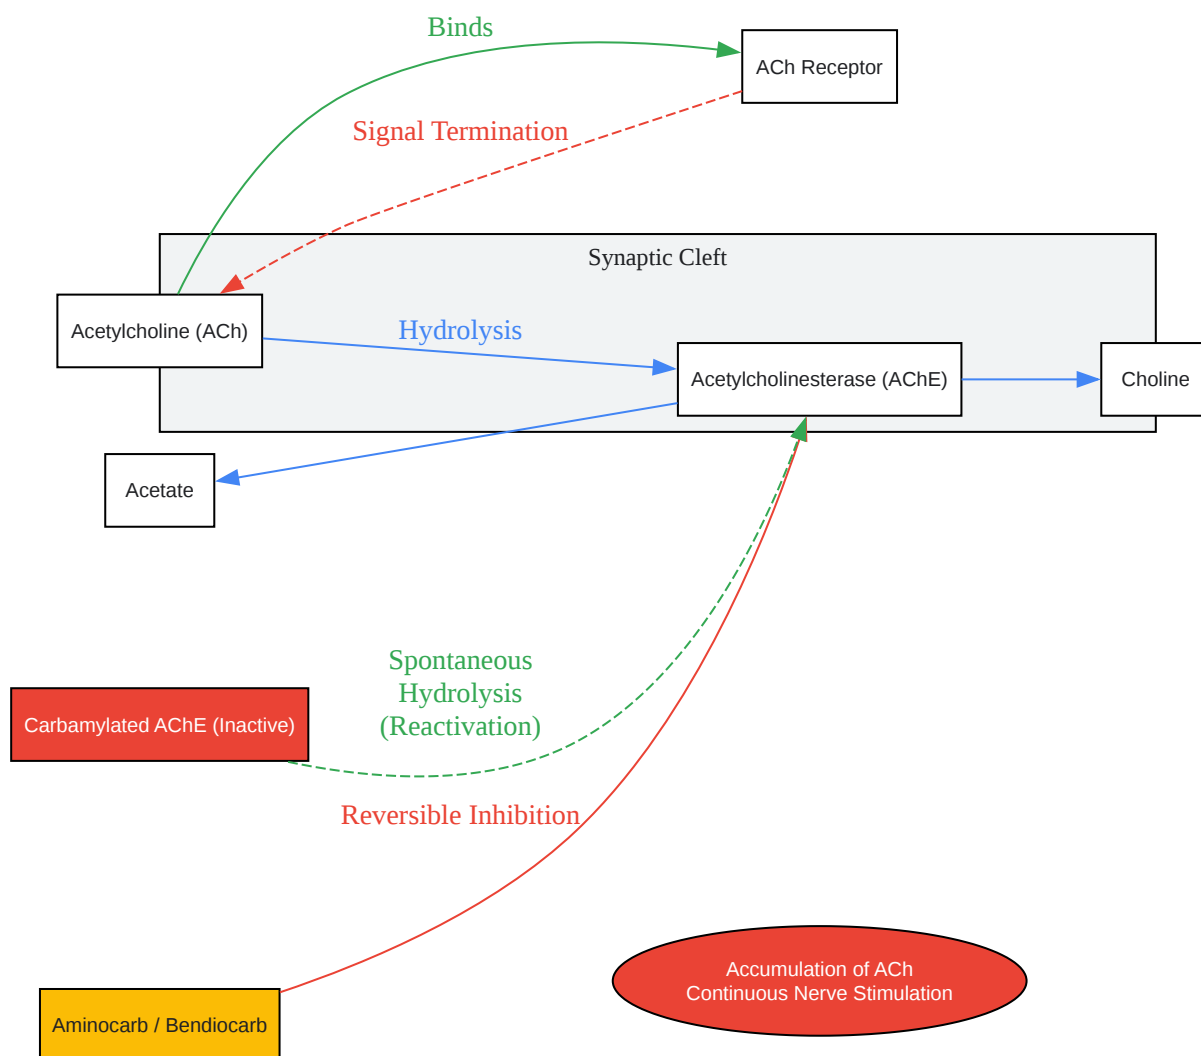 Binds
ACh Receptor
Signal Termination
Synaptic Cleft
Acetylcholine (ACh)
Hydrolysis
Acetylcholinesterase (AChE)
Choline
Acetate
Spontaneous
Hydrolysis
(Reactivation)
Carbamylated AChE (Inactive)
Reversible Inhibition
Accumulation of ACh
Continuous Nerve Stimulation
Aminocarb / Bendiocarb